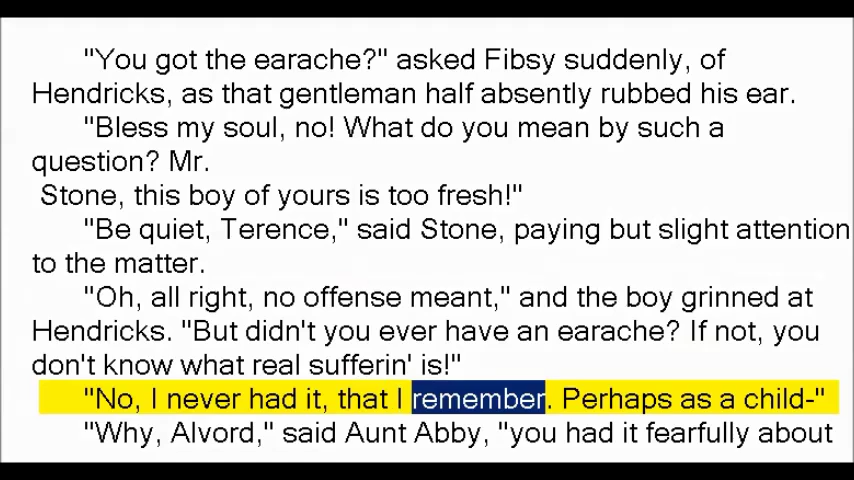 "You got the earache?" asked Fibsy suddenly, of
Hendricks, as that gentleman half absently rubbed his ear.
"Bless my soul, no! What do you mean by such a
question? Mr.
Stone, this boy of yours is too fresh!"
"Be quiet, Terence," said Stone, paying but slight attention
to the matter.
"Oh, all right, no offense meant," and the boy grinned at
Hendricks. "But didn't you ever have an earache? If not, you
don't know what real sufferin' is!"
"No, I never had it, that I remember. Perhaps as a child-"
"Why, Alvord," said Aunt Abby, "you had it fearfully about